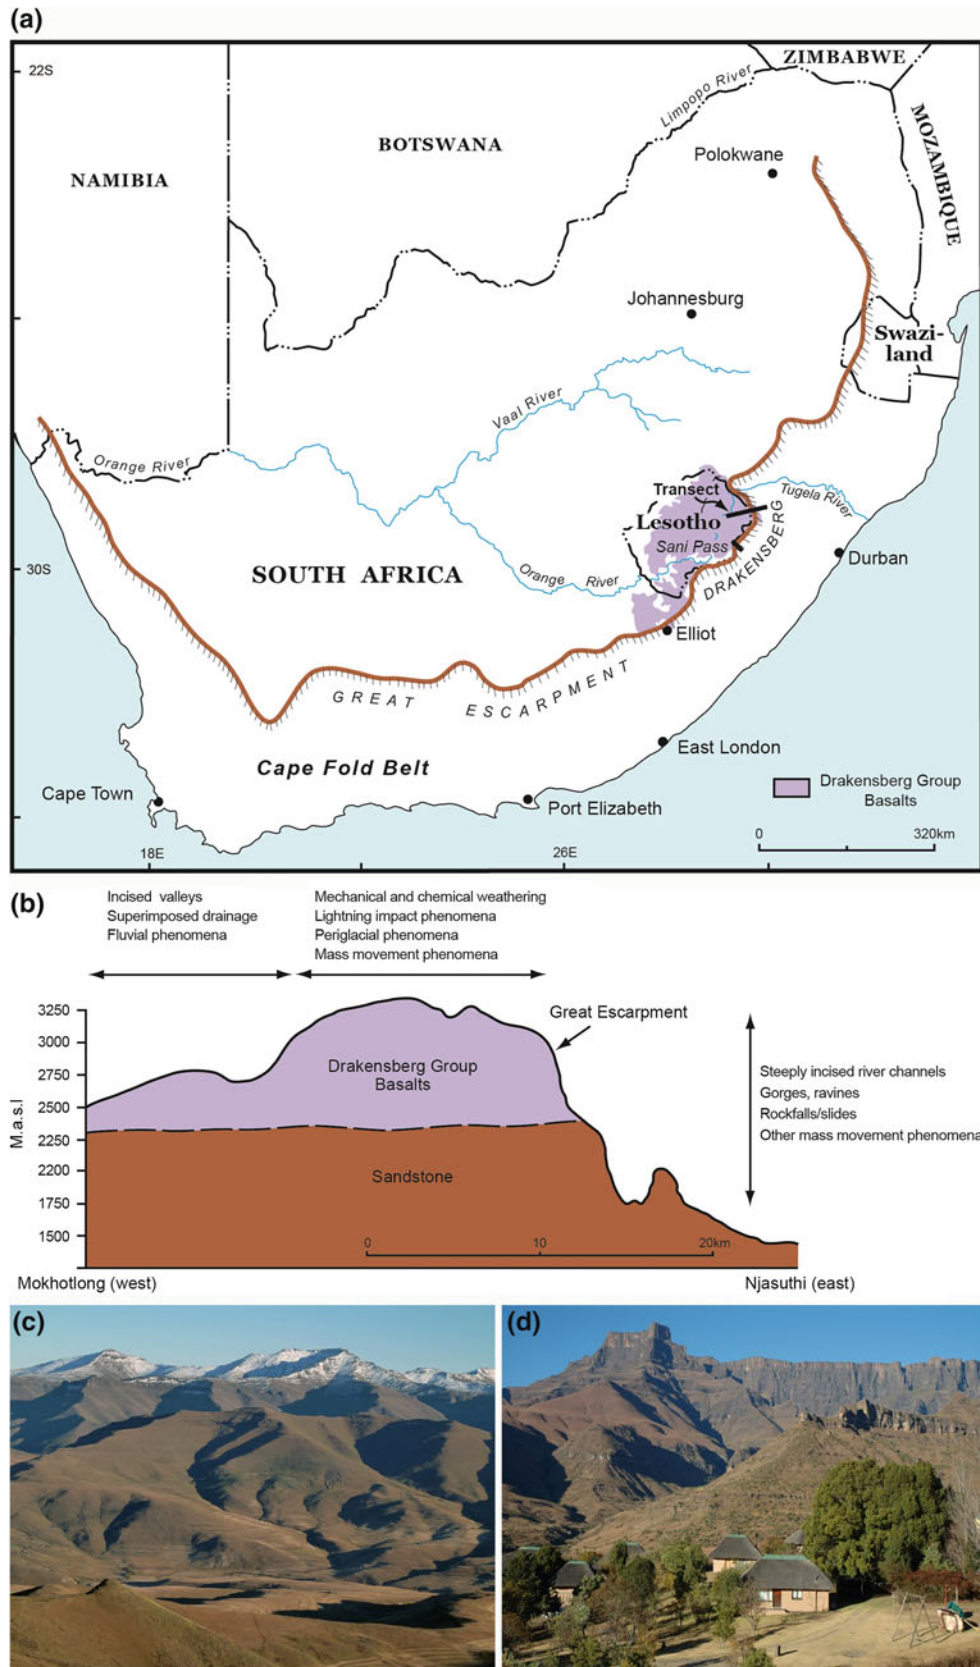 (a)
22S
ZIMBABWE
Limpopo River
BOTSWANA
MOZAMBIQUE
Polokwane
NAMIBIA
Johannesburg
Swazi-
land
Vaal River
Orange River
Transect
Tugela River
Lesotho
Sani Pass
DRAKENSBERG
Durban
30S
SOUTH AFRICA
Orange River
Elliot
GREAT ESCARPMENT
East London
Cape Fold Belt
Cape Town
Port Elizabeth
Drakensberg Group
Basalts
0 320km
18E 26E
(b)
Incised valleys
Superimposed drainage
Fluvial phenomena
Mechanical and chemical weathering
Lightning impact phenomena
Periglacial phenomena
Mass movement phenomena
M.a.s.l
3250
3000
2750
2500
2250
2200
1750
1500
Great Escarpment
Drakensberg Group
Basalts
Steeply incised river channels
Gorges, ravines
Rockfalls/slides
Other mass movement phenomena
Sandstone
0 10 20km
Mokhotlong (west)
Njasuthi (east)
(c)
(d)